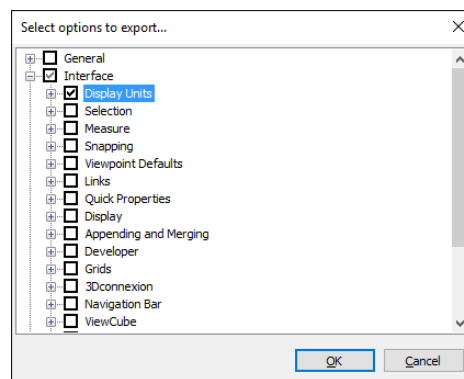 Select options to export...
General
Interface
Display Units
Selection
Measure
Snapping
Viewpoint Defaults
Links
Quick Properties
Display
Appending and Merging
Developer
Grids
3Dconnexion
Navigation Bar
ViewCube
OK Cancel